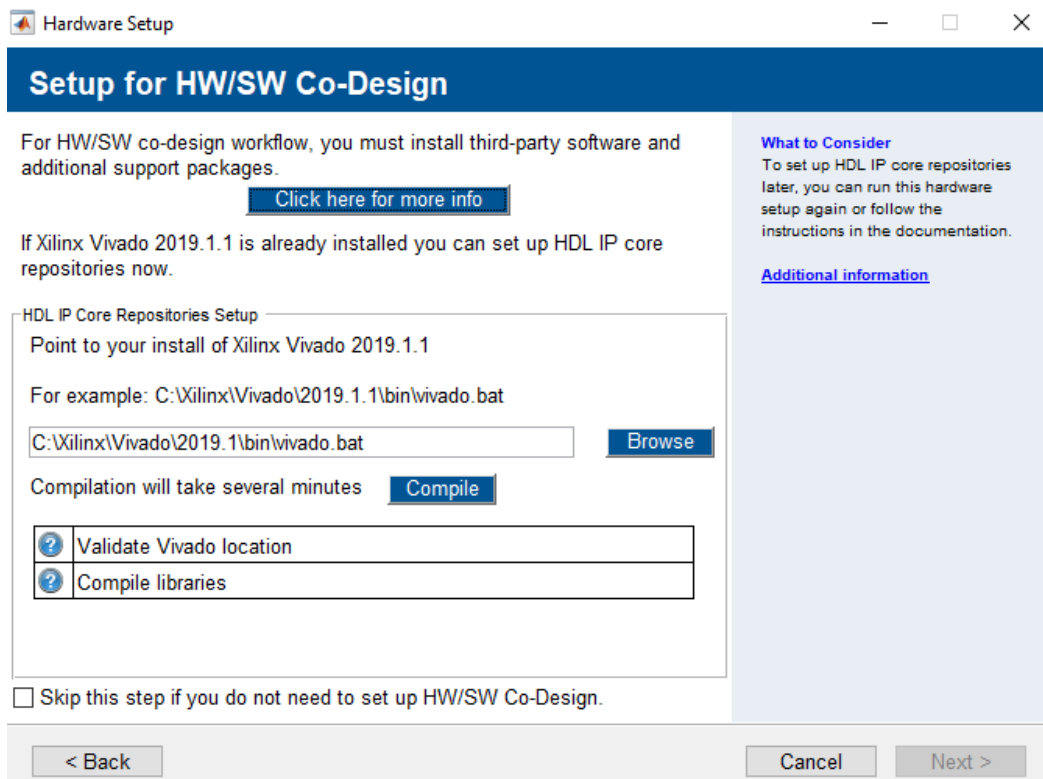 Hardware Setup
Setup for HW/SW Co-Design
For HW/SW co-design workflow, you must install third-party software and
additional support packages.
Click here for more info
If Xilinx Vivado 2019.1.1 is already installed you can set up HDL IP core
repositories now.
HDL IP Core Repositories Setup
Point to your install of Xilinx Vivado 2019.1.1
For example: C:\Xilinx\Vivado\2019.1.1\bin\vivado.bat
C:\Xilinx\Vivado\2019.1\bin\vivado.bat
Browse
Compilation will take several minutes
Compile
Validate Vivado location
Compile libraries
Skip this step if you do not need to set up HW/SW Co-Design.
What to Consider
To set up HDL IP core repositories
later, you can run this hardware
setup again or follow the
instructions in the documentation.
Additional information
< Back
Cancel
Next >